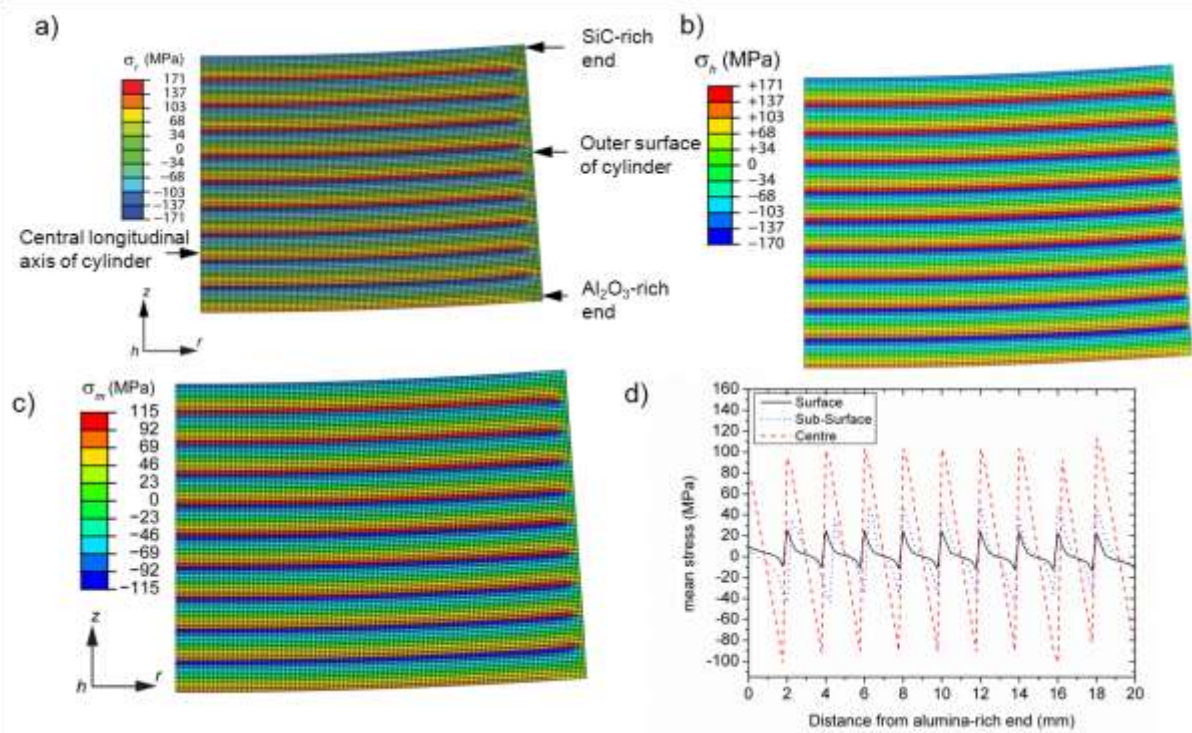 a)
σr (MPa)
171
137
103
68
34
0
−34
−68
−103
−137
−171
SiC-rich
end
Outer surface
of cylinder
Central longitudinal
axis of cylinder
Al2O3-rich
end
z
h
r
b)
σh (MPa)
+171
+137
+103
+68
+34
0
−34
−68
−103
−137
−170
c)
σm (MPa)
115
92
69
46
23
0
−23
−46
−69
−92
−115
z
h
r
d)
160
140
120
100
80
60
40
20
0
-20
-40
-60
-80
-100
mean stress (MPa)
Surface
Sub-Surface
Centre
0 2 4 6 8 10 12 14 16 18 20
Distance from alumina-rich end (mm)